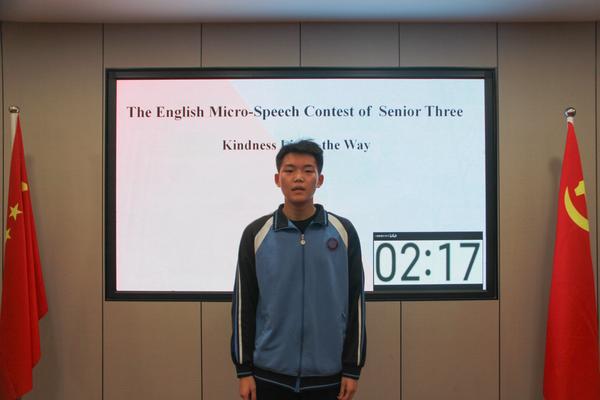 The English Micro-Speech Contest of Senior Three
Kindness the Way
02:17